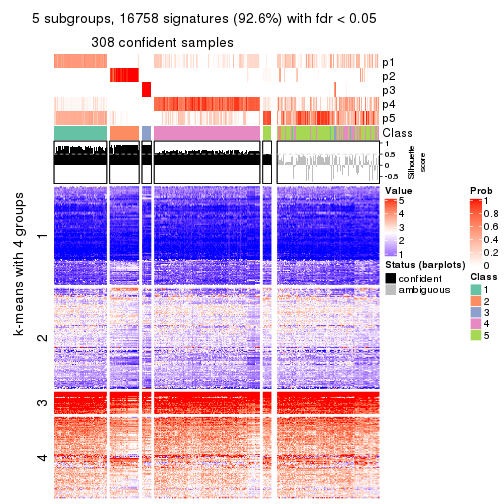 5 subgroups, 16758 signatures (92.6%) with fdr < 0.05
308 confident samples
p1
p2
p3
p4
p5
Class
1
0.5
0
-0.5
Silhouette
score
k-means with 4 groups
1
2
3
4
Value
5
4
3
2
1
Status (barplots)
confident
ambiguous
Prob
1
0.8
0.6
0.4
0.2
0
Class
1
2
3
4
5